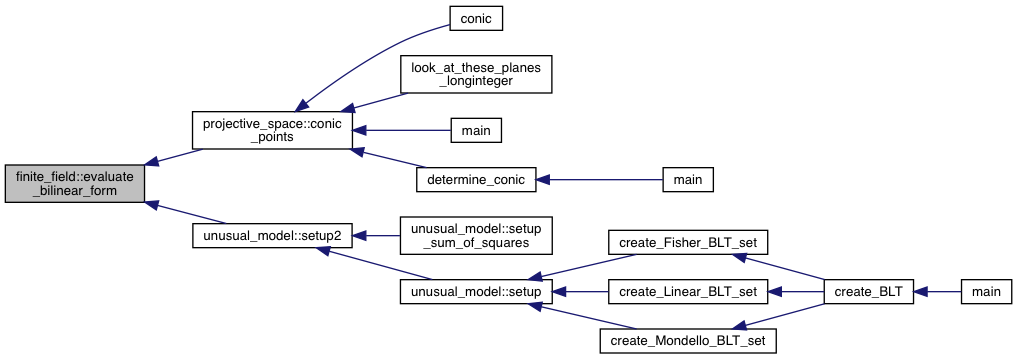 conic
look_at_these_planes
_longinteger
projective_space::conic
_points
main
finite_field::evaluate
_bilinear_form
determine_conic
main
unusual_model::setup2
unusual_model::setup
_sum_of_squares
create_Fisher_BLT_set
unusual_model::setup
create_Linear_BLT_set
create_BLT
main
create_Mondello_BLT_set